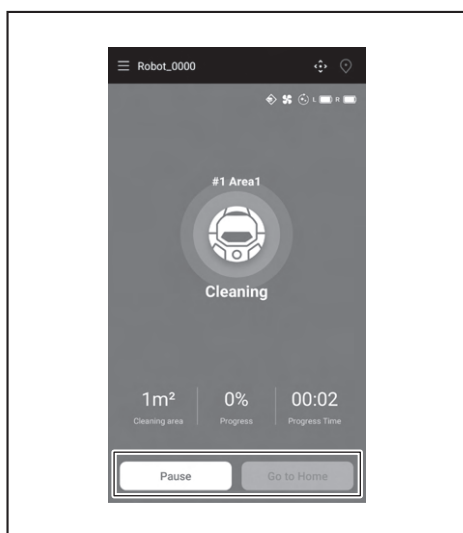 Robot_0000
L R
#1 Area1
Cleaning
1m² 0% 00:02
Cleaning area Progress Progress Time
Pause Go to Home